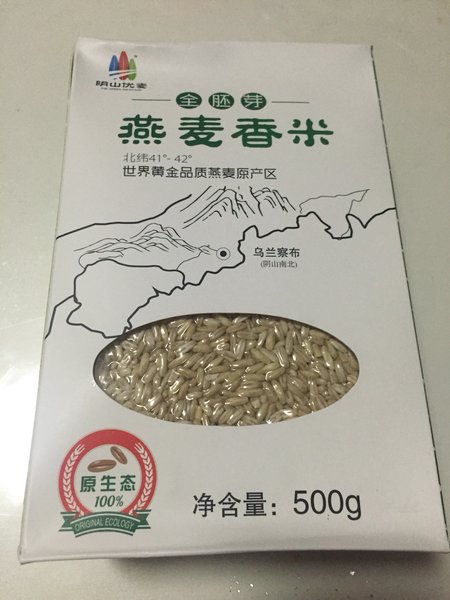 阴山优麦
全胚芽
燕麦香米
北纬41°- 42°
世界黄金品质燕麦原产区
乌兰察布
(阴山南北)
原生态
100%
ORIGINAL ECOLOGY
净含量：500g